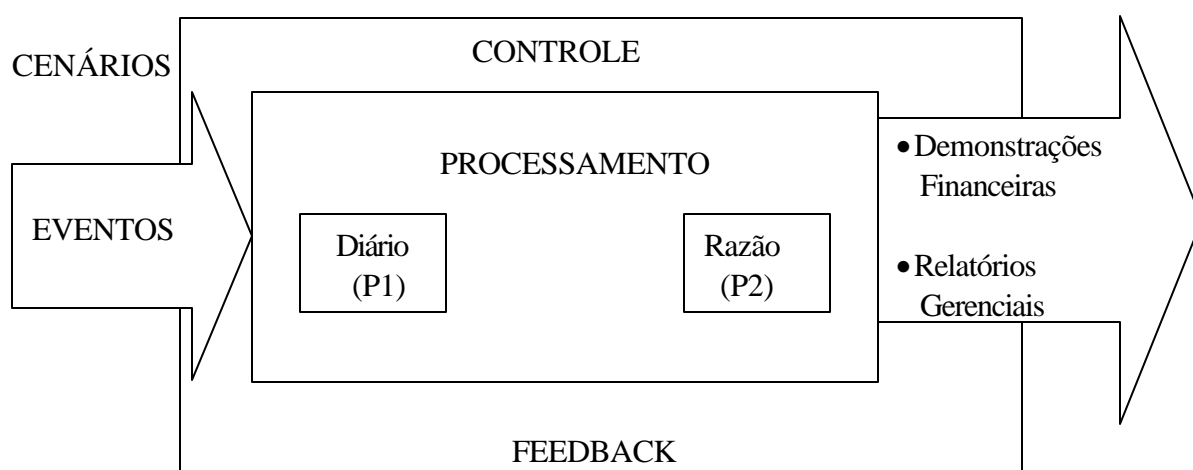 CONTROLE
CENÁRIOS
PROCESSAMENTO
EVENTOS
Diário
(P1)
Razão
(P2)
•Demonstrações
Financeiras
•Relatórios
Gerenciais
FEEDBACK